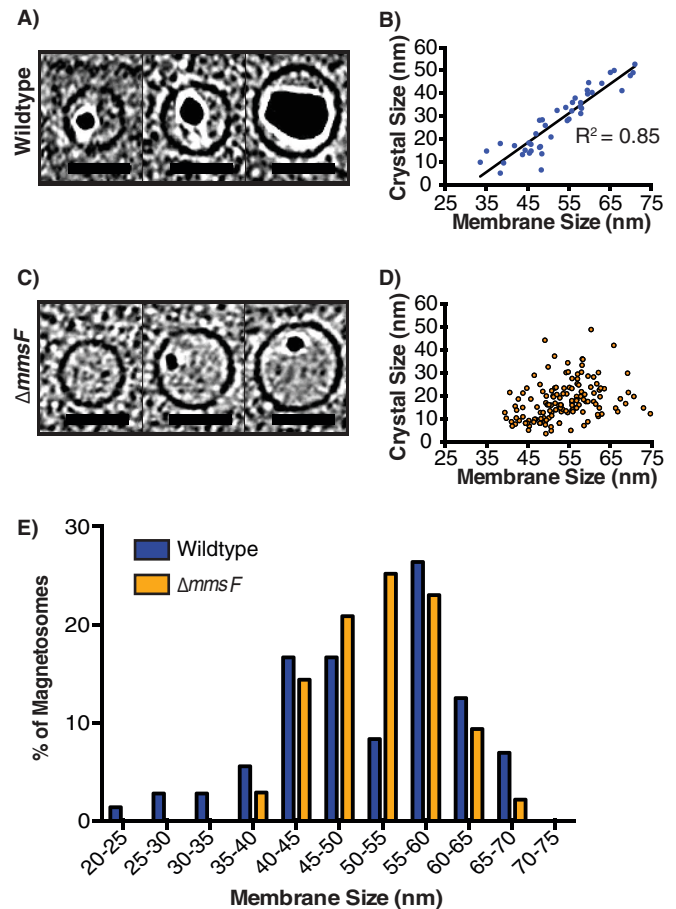 A)
Wildtype
B)
Crystal Size (nm)
60
50
40
30
20
10
0
R² = 0.85
25 35 45 55 65 75
Membrane Size (nm)
C)
ΔmmsF
D)
Crystal Size (nm)
60
50
40
30
20
10
0
25 35 45 55 65 75
Membrane Size (nm)
E)
% of Magnetosomes
30
20
10
0
Wildtype
ΔmmsF
20-25 25-30 30-35 35-40 40-45 45-50 50-55 55-60 60-65 65-70 70-75
Membrane Size (nm)